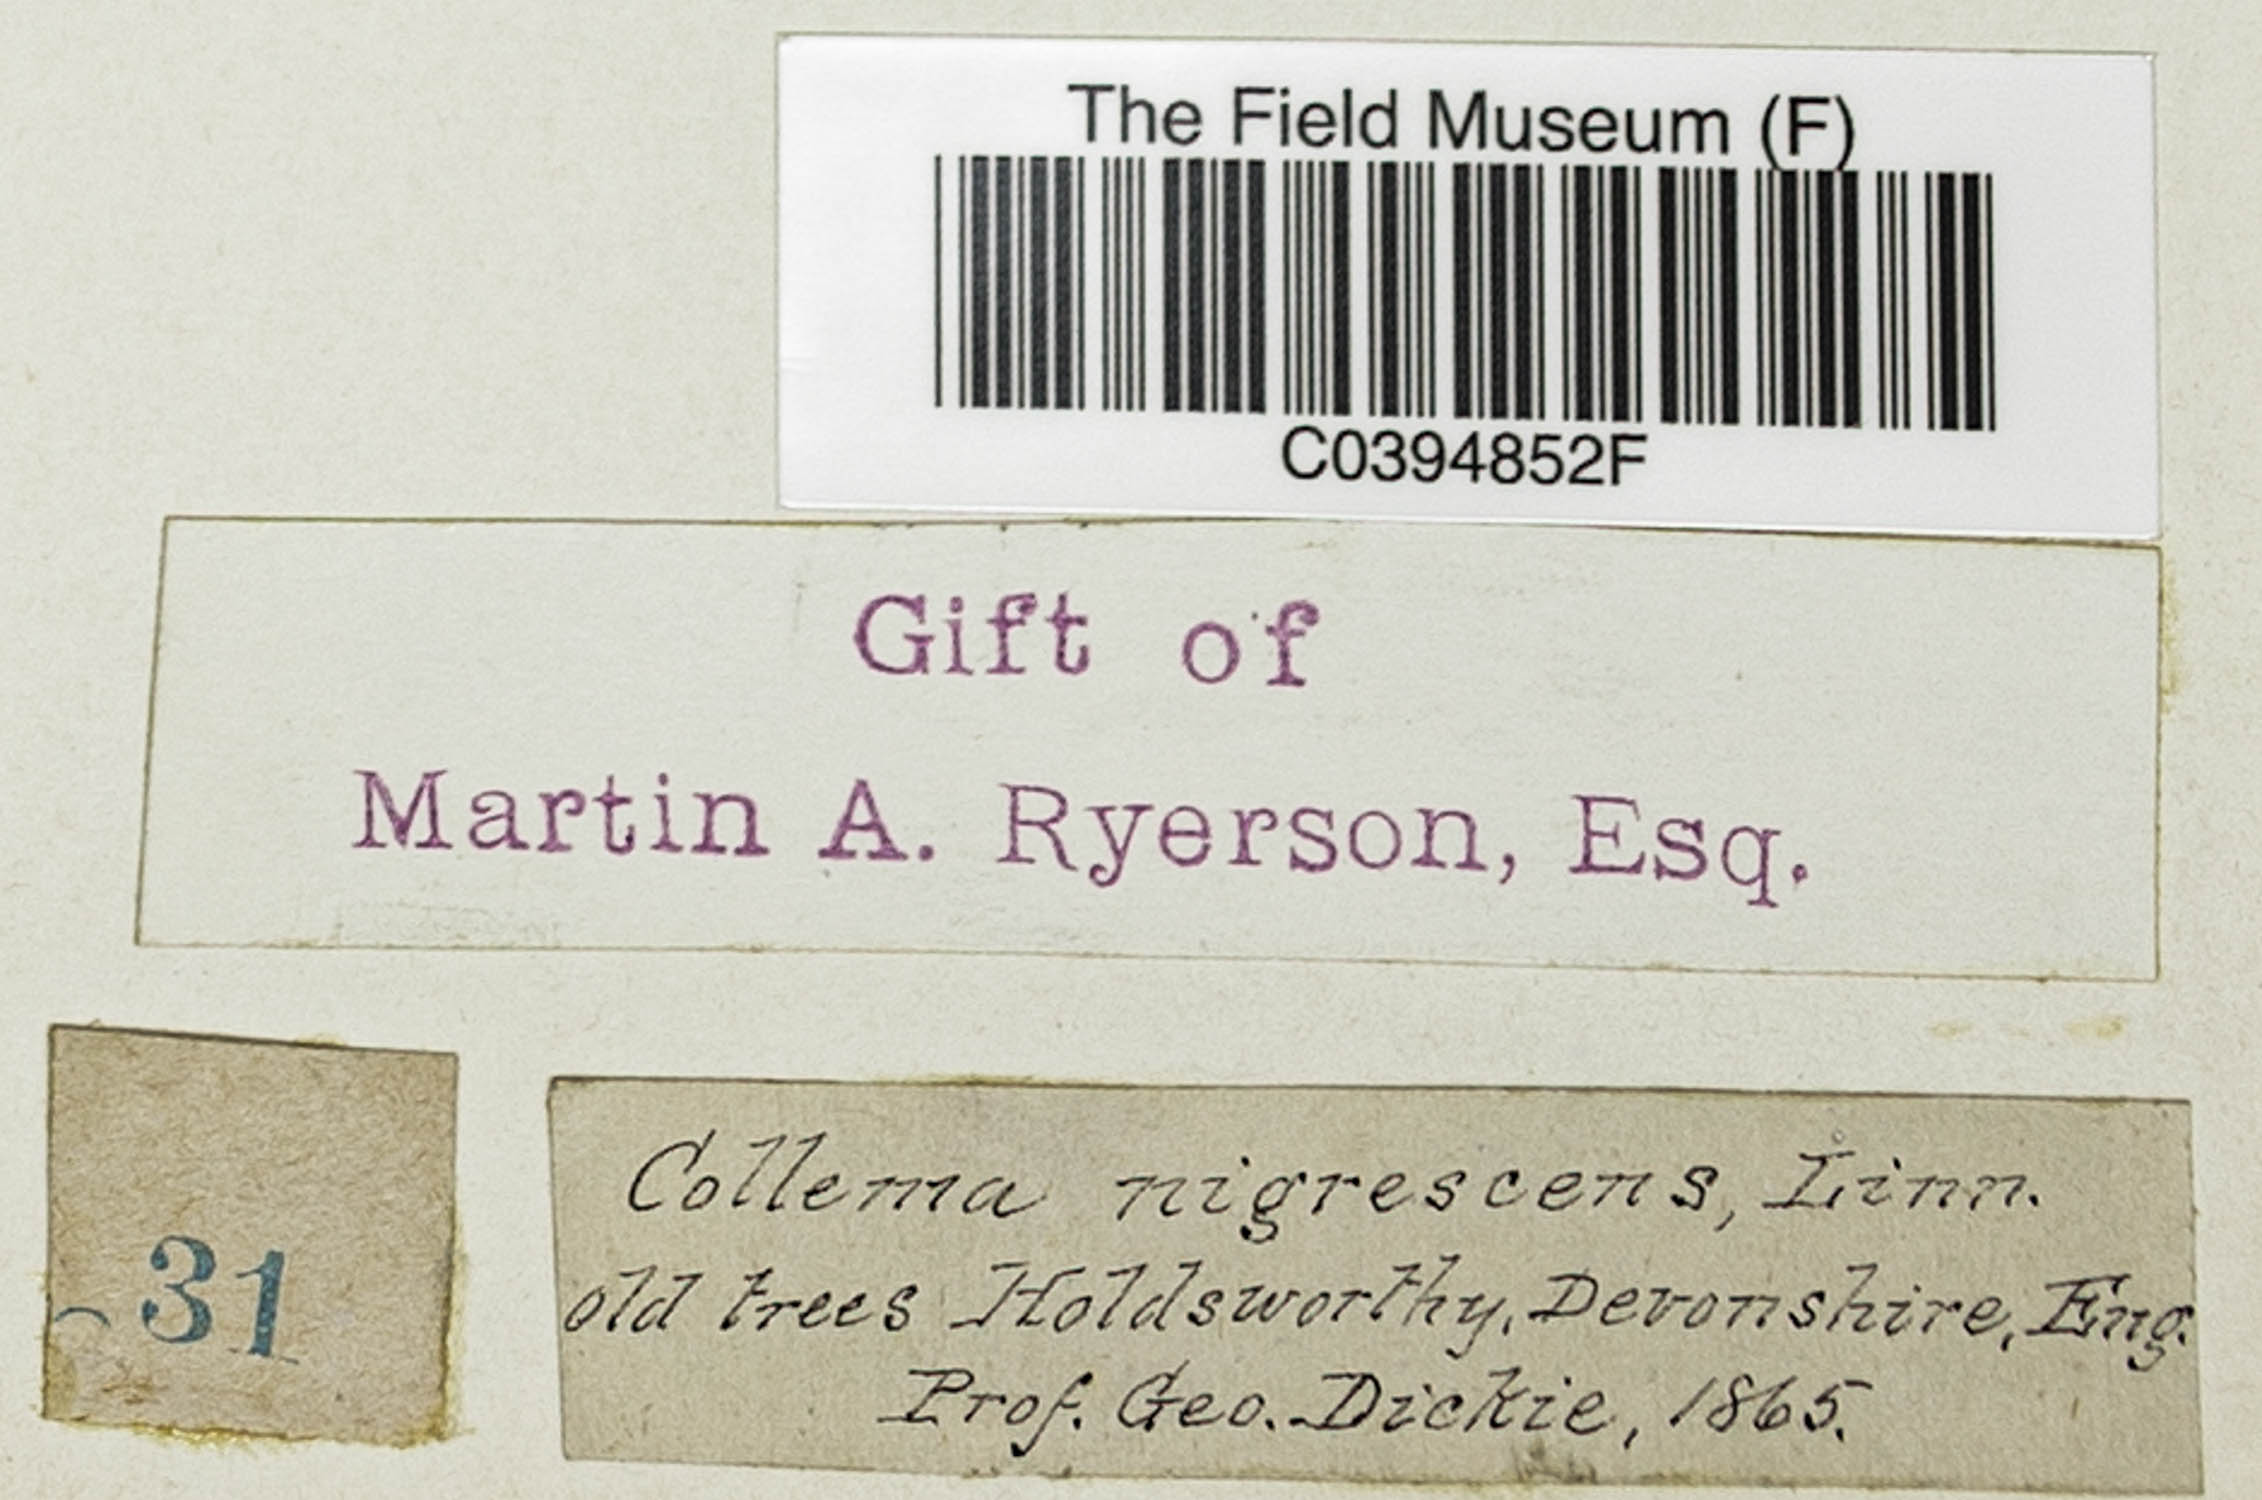 The Field Museum (F)
C0394852F
Gift of
Martin A. Ryerson, Esq.
31
Collema nigrescens, Linn.
old trees Holdsworthy, Devonshire, Eng.
Prof. Geo. Dickie, 1865.